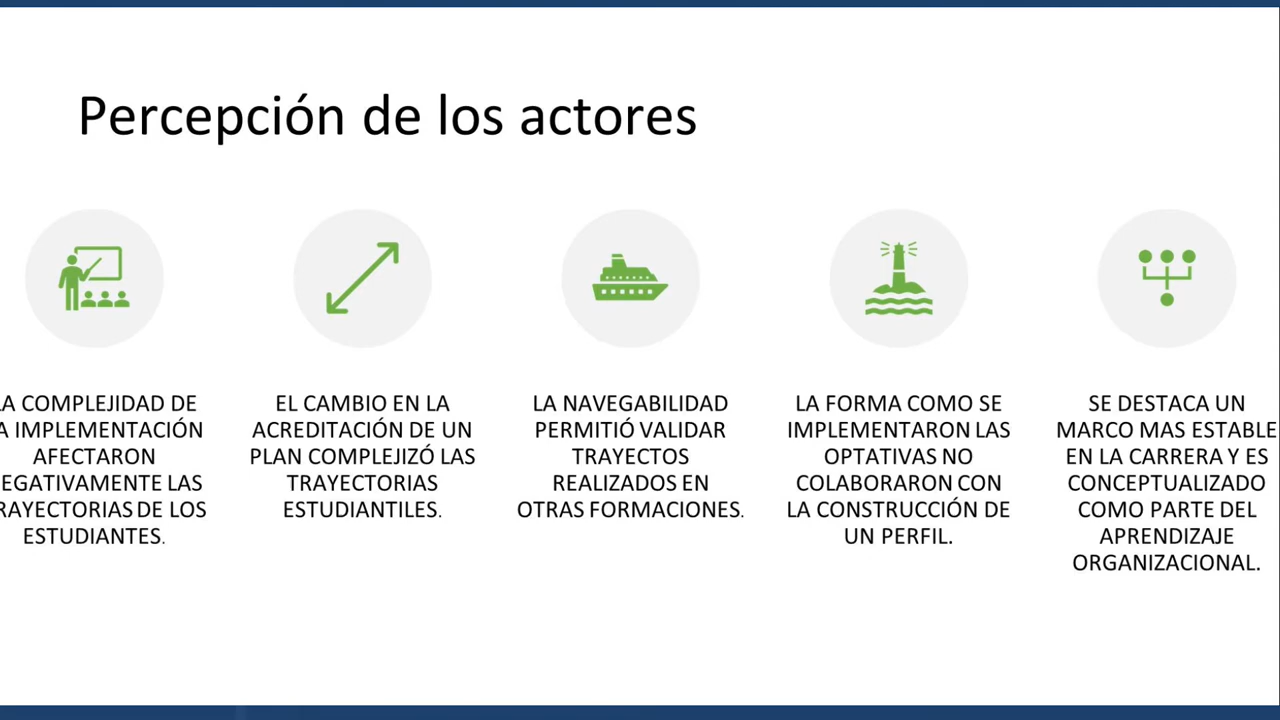 Percepción de los actores
LA COMPLEJIDAD DE
A IMPLEMENTACIÓN
AFECTARON
EGATIVAMENTE LAS
RAYECTORIAS DE LOS
ESTUDIANTES.
EL CAMBIO EN LA
ACREDITACIÓN DE UN
PLAN COMPLEJIZÓ LAS
TRAYECTORIAS
ESTUDIANTILES.
LA NAVEGABILIDAD
PERMITIÓ VALIDAR
TRAYECTOS
REALIZADOS EN
OTRAS FORMACIONES.
LA FORMA COMO SE
IMPLEMENTARON LAS
OPTATIVAS NO
COLABORARON CON
LA CONSTRUCCIÓN DE
UN PERFIL.
SE DESTACA UN
MARCO MAS ESTABLE
EN LA CARRERA Y ES
CONCEPTUALIZADO
COMO PARTE DEL
APRENDIZAJE
ORGANIZACIONAL.